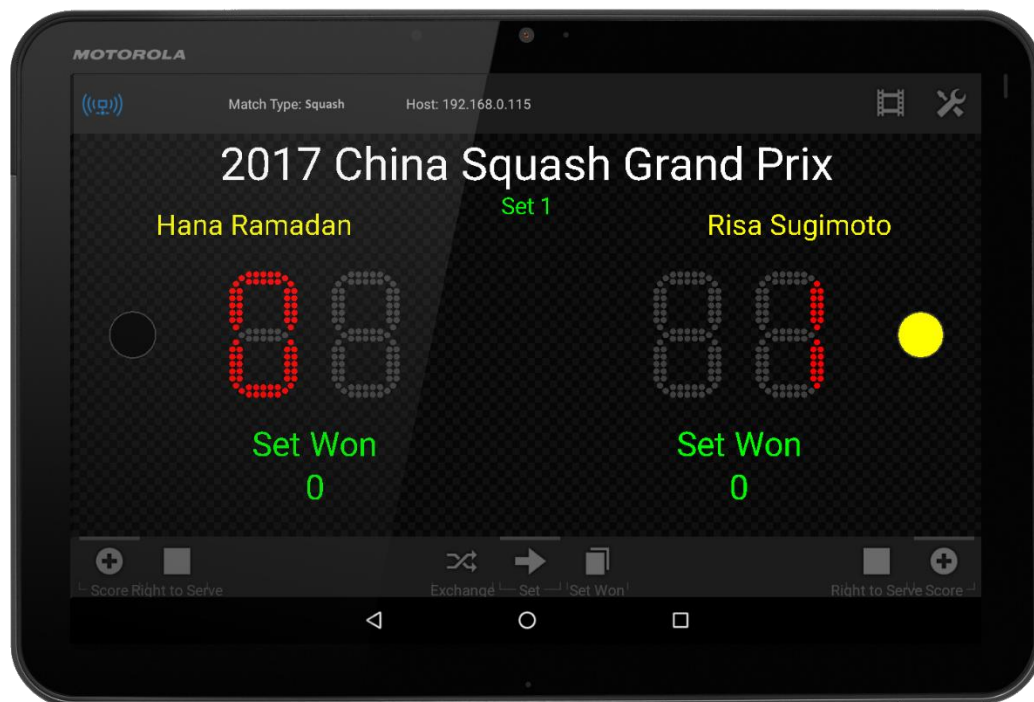 MOTOROLA
Match Type: Squash Host: 192.168.0.115
2017 China Squash Grand Prix
Set 1
Hana Ramadan Risa Sugimoto
0 1
Set Won Set Won
0 0
Score Right to Serve Exchange Set Set Won Right to Serve Score